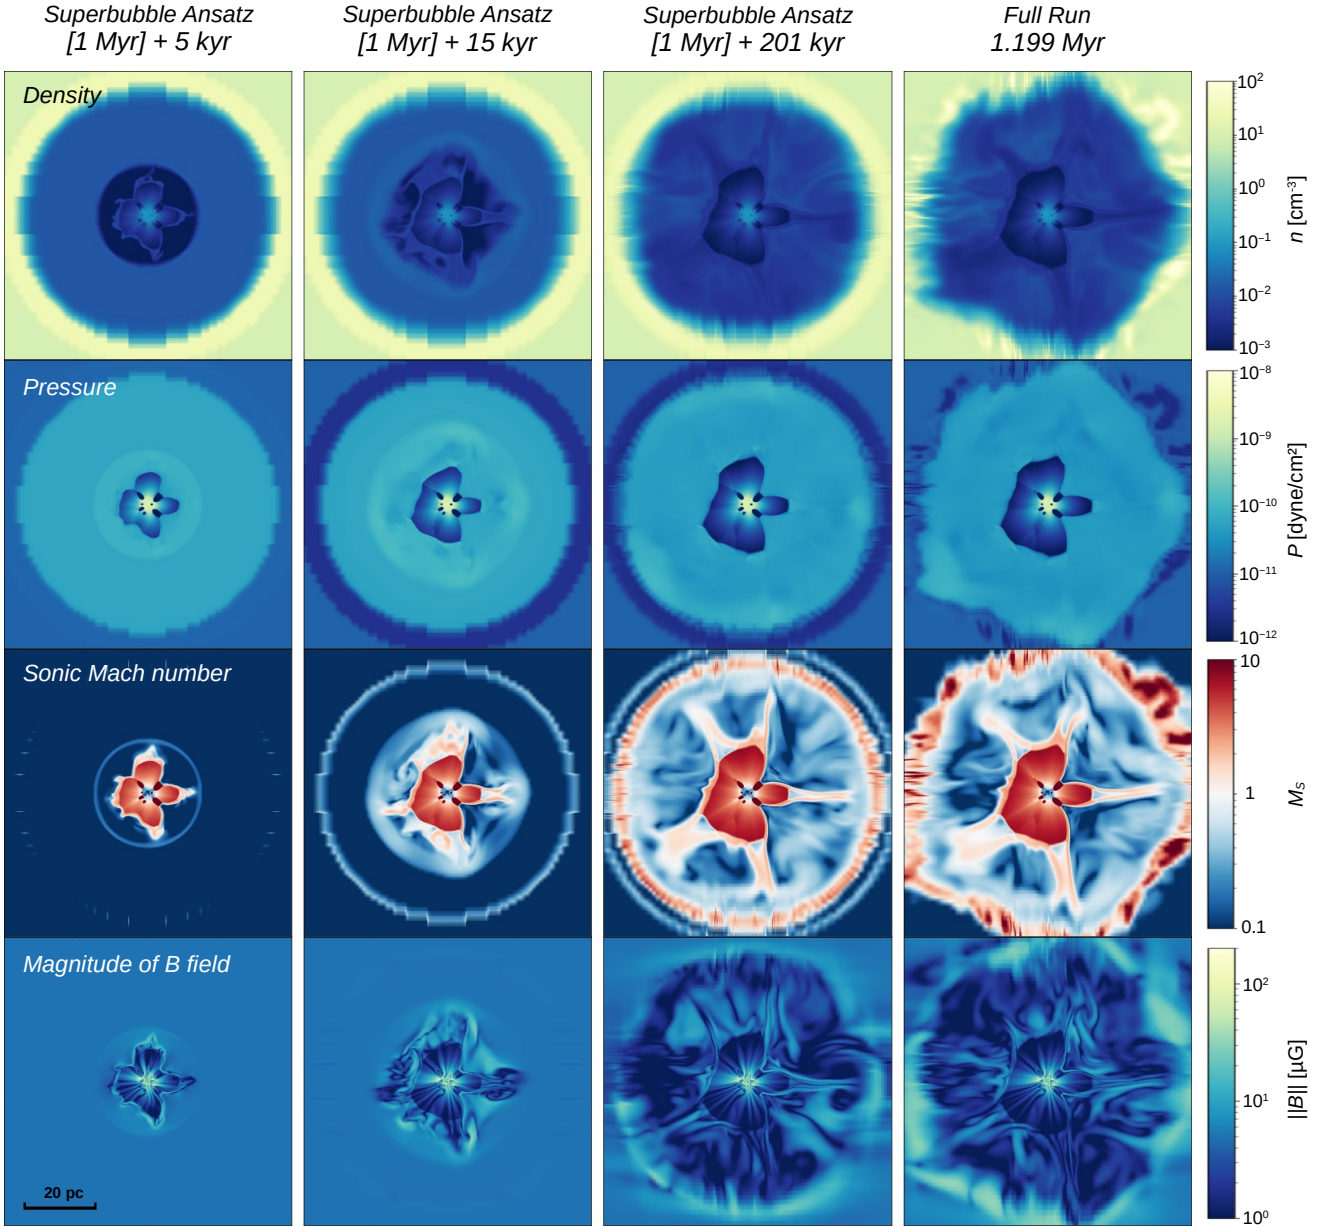 Superbubble Ansatz
[1 Myr] + 5 kyr
Superbubble Ansatz
[1 Myr] + 15 kyr
Superbubble Ansatz
[1 Myr] + 201 kyr
Full Run
1.199 Myr
Density
10²
10¹
10⁰
10⁻¹
10⁻²
10⁻³
n [cm⁻³]
Pressure
10⁻⁸
10⁻⁹
10⁻¹⁰
10⁻¹¹
10⁻¹²
P [dyne/cm²]
Sonic Mach number
10
1
0.1
Mₛ
Magnitude of B field
10²
10¹
10⁰
||B|| [µG]
20 pc